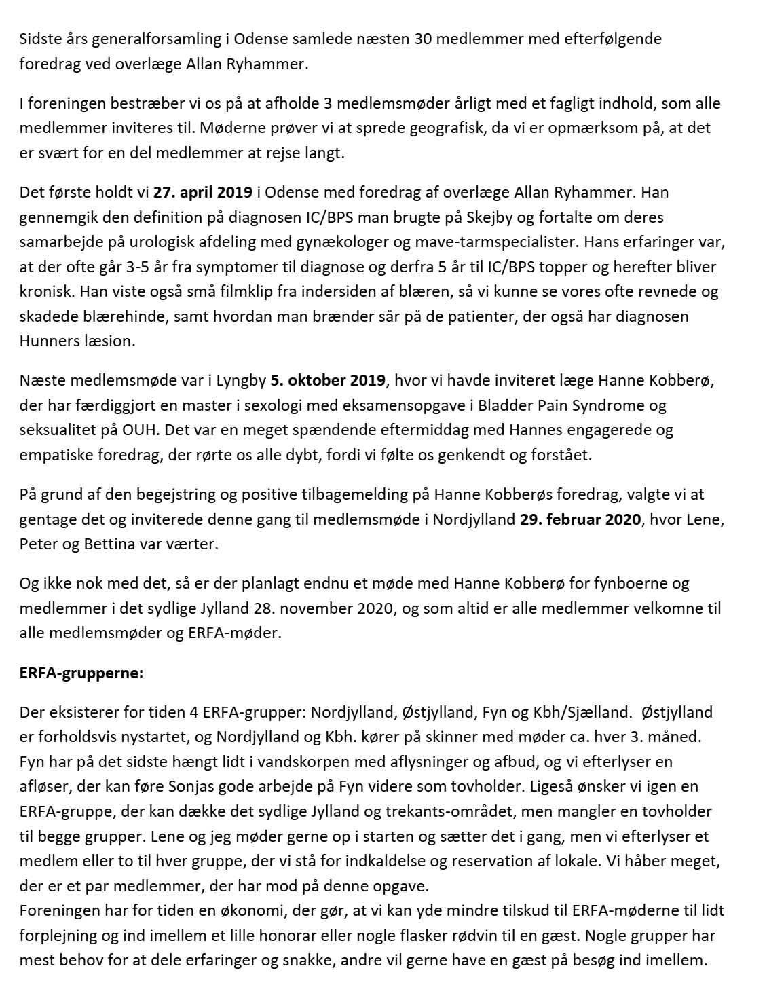 Sidste års generalforsamling i Odense samlede næsten 30 medlemmer med efterfølgende
foredrag ved overlæge Allan Ryhammer.
I foreningen bestræber vi os på at afholde 3 medlemsmøder årligt med et fagligt indhold, som alle
medlemmer inviteres til. Møderne prøver vi at sprede geografisk, da vi er opmærksom på, at det
er svært for en del medlemmer at rejse langt.
Det første holdt vi 27. april 2019 i Odense med foredrag af overlæge Allan Ryhammer. Han
gennemgik den definition på diagnosen IC/BPS man brugte på Skejby og fortalte om deres
samarbejde på urologisk afdeling med gynækologer og mave-tarmspecialister. Hans erfaringer var,
at der ofte går 3-5 år fra symptomer til diagnose og derfra 5 år til IC/BPS topper og herefter bliver
kronisk. Han viste også små filmklip fra indersiden af blæren, så vi kunne se vores ofte revnede og
skadede blærehinde, samt hvordan man brænder sår på de patienter, der også har diagnosen
Hunners læsion.
Næste medlemsmøde var i Lyngby 5. oktober 2019, hvor vi havde inviteret læge Hanne Kobberø,
der har færdiggjort en master i sexologi med eksamensopgave i Bladder Pain Syndrome og
seksualitet på OUH. Det var en meget spændende eftermiddag med Hannes engagerede og
empatiske foredrag, der rørte os alle dybt, fordi vi følte os genkendt og forstået.
På grund af den begejstring og positive tilbagemelding på Hanne Kobberøs foredrag, valgte vi at
gentage det og inviterede denne gang til medlemsmøde i Nordjylland 29. februar 2020, hvor Lene,
Peter og Bettina var værter.
Og ikke nok med det, så er der planlagt endnu et møde med Hanne Kobberø for fynboerne og
medlemmer i det sydlige Jylland 28. november 2020, og som altid er alle medlemmer velkomne til
alle medlemsmøder og ERFA-møder.
ERFA-grupperne:
Der eksisterer for tiden 4 ERFA-grupper: Nordjylland, Østjylland, Fyn og Kbh/Sjælland.  Østjylland
er forholdsvis nystartet, og Nordjylland og Kbh. kører på skinner med møder ca. hver 3. måned.
Fyn har på det sidste hængt lidt i vandskorpen med aflysninger og afbud, og vi efterlyser en
afløser, der kan føre Sonjas gode arbejde på Fyn videre som tovholder. Ligeså ønsker vi igen en
ERFA-gruppe, der kan dække det sydlige Jylland og trekants-området, men mangler en tovholder
til begge grupper. Lene og jeg møder gerne op i starten og sætter det i gang, men vi efterlyser et
medlem eller to til hver gruppe, der vi stå for indkaldelse og reservation af lokale. Vi håber meget,
der er et par medlemmer, der har mod på denne opgave.
Foreningen har for tiden en økonomi, der gør, at vi kan yde mindre tilskud til ERFA-møderne til lidt
forplejning og ind imellem et lille honorar eller nogle flasker rødvin til en gæst. Nogle grupper har
mest behov for at dele erfaringer og snakke, andre vil gerne have en gæst på besøg ind imellem.